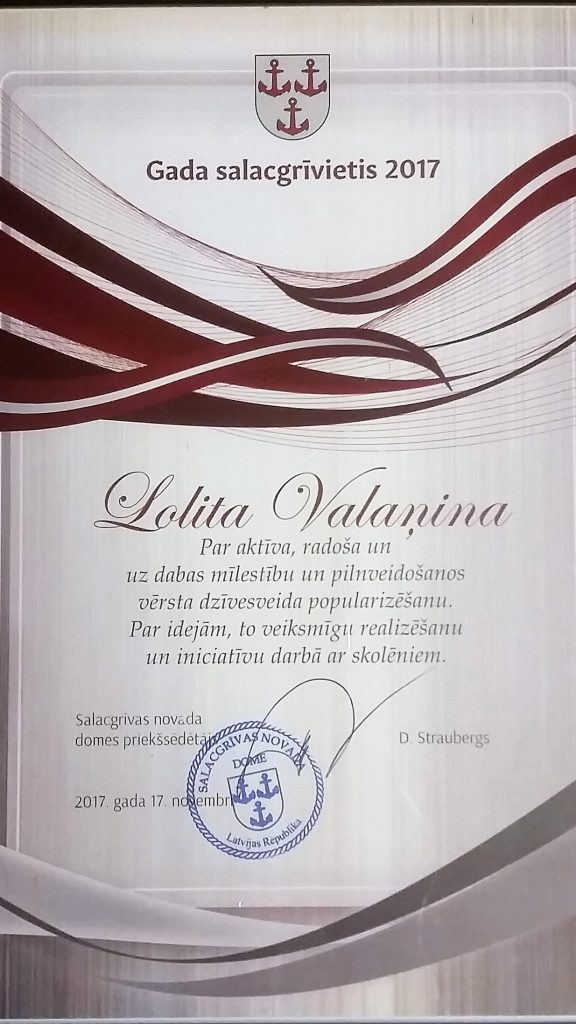 Gada salacgrīvietis 2017
Lolita Valaņina
Par aktīva, radoša un
uz dabas mīlestību un pilnveidošanos
vērsta dzīvesveida popularizēšanu.
Par idejām, to veiksmīgu realizēšanu
un iniciatīvu darbā ar skolēniem.
Salacgrīvas novada
domes priekšsēdētājs
D. Straubergs
SALACGRĪVAS NOVADA
DOME
Latvijas Republika
2017. gada 17. novembrī